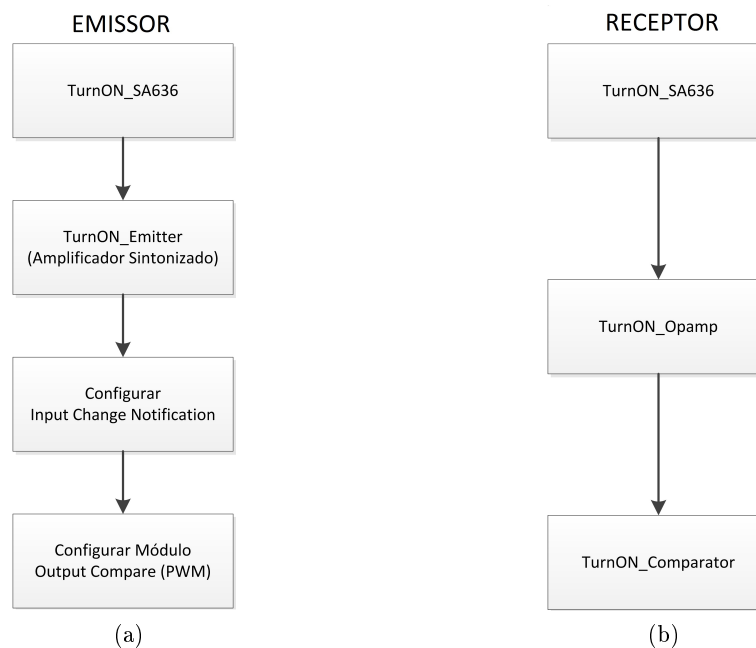 EMISSOR
TurnON_SA636
TurnON_Emitter
(Amplificador Sintonizado)
Configurar
Input Change Notification
Configurar Módulo
Output Compare (PWM)
(a)
RECEPTOR
TurnON_SA636
TurnON_Opamp
TurnON_Comparator
(b)